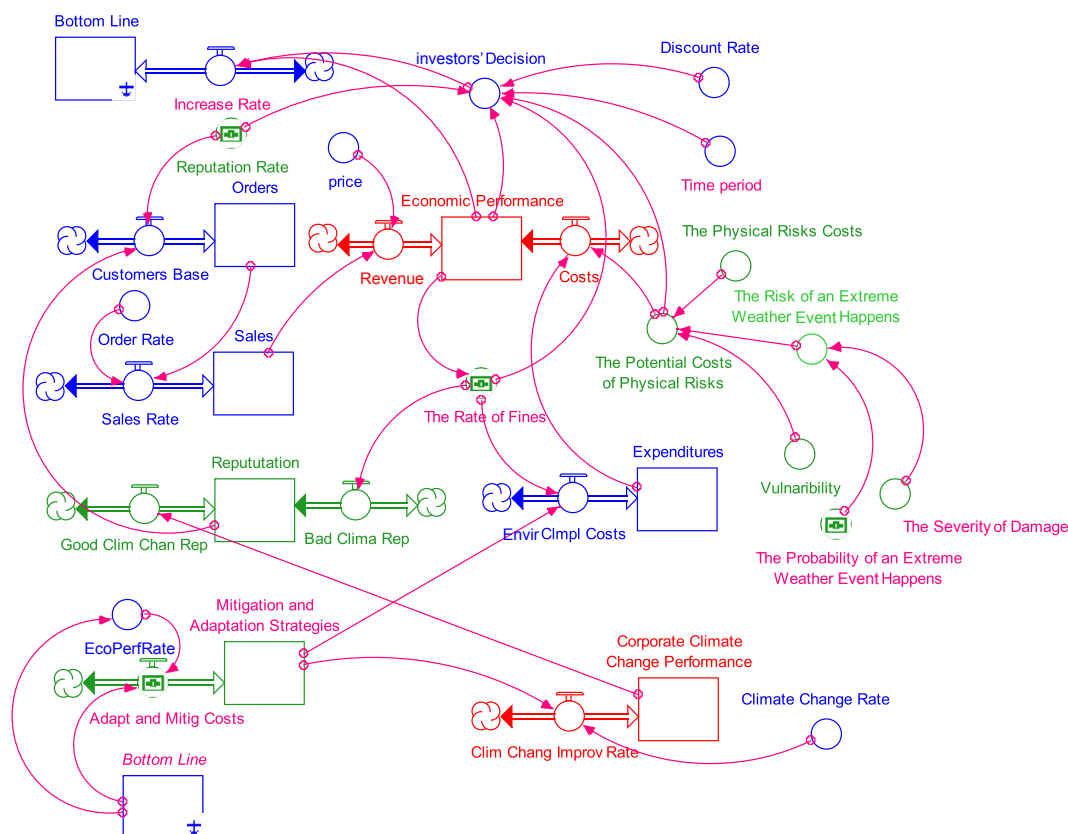 Bottom Line
investors' Decision
Discount Rate
Increase Rate
Reputation Rate
price
Time period
Orders
Economic Performance
The Physical Risks Costs
Customers Base
Revenue
Costs
The Risk of an Extreme
Weather Event Happens
Order Rate
Sales
The Potential Costs
of Physical Risks
Sales Rate
The Rate of Fines
Repututation
Expenditures
Vulnaribility
Good Clim Chan Rep
Bad Clima Rep
Envir Clmpl Costs
The Severity of Damage
The Probability of an Extreme
Weather Event Happens
Mitigation and
Adaptation Strategies
EcoPerfRate
Corporate Climate
Change Performance
Adapt and Mitig Costs
Climate Change Rate
Clim Chang Improv Rate
Bottom Line